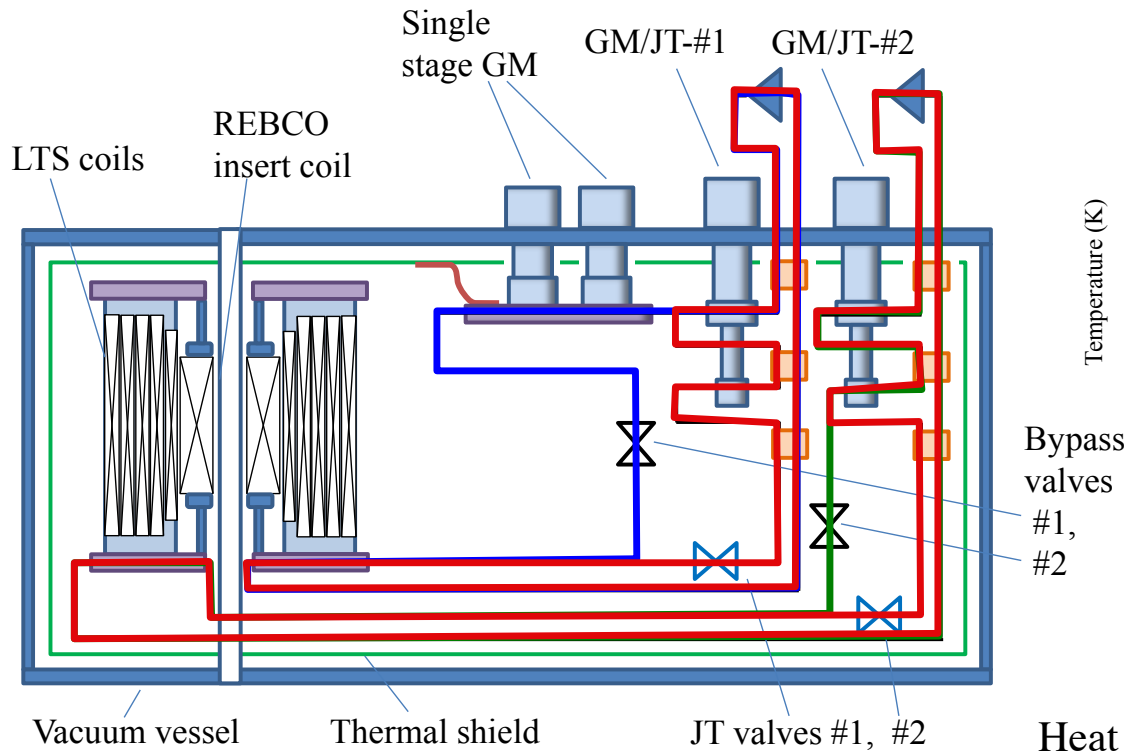 Single
stage GM
GM/JT-#1
GM/JT-#2
REBCO
insert coil
LTS coils
Temperature (K)
Bypass
valves
#1,
#2
Vacuum vessel
Thermal shield
JT valves #1, #2
Heat